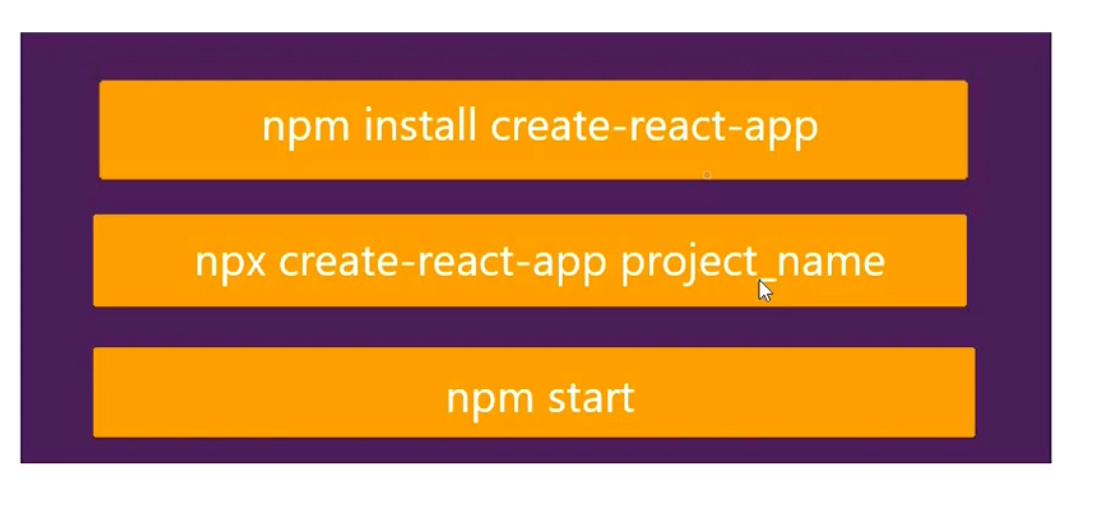 npm install create-react-app
npx create-react-app project_name
npm start